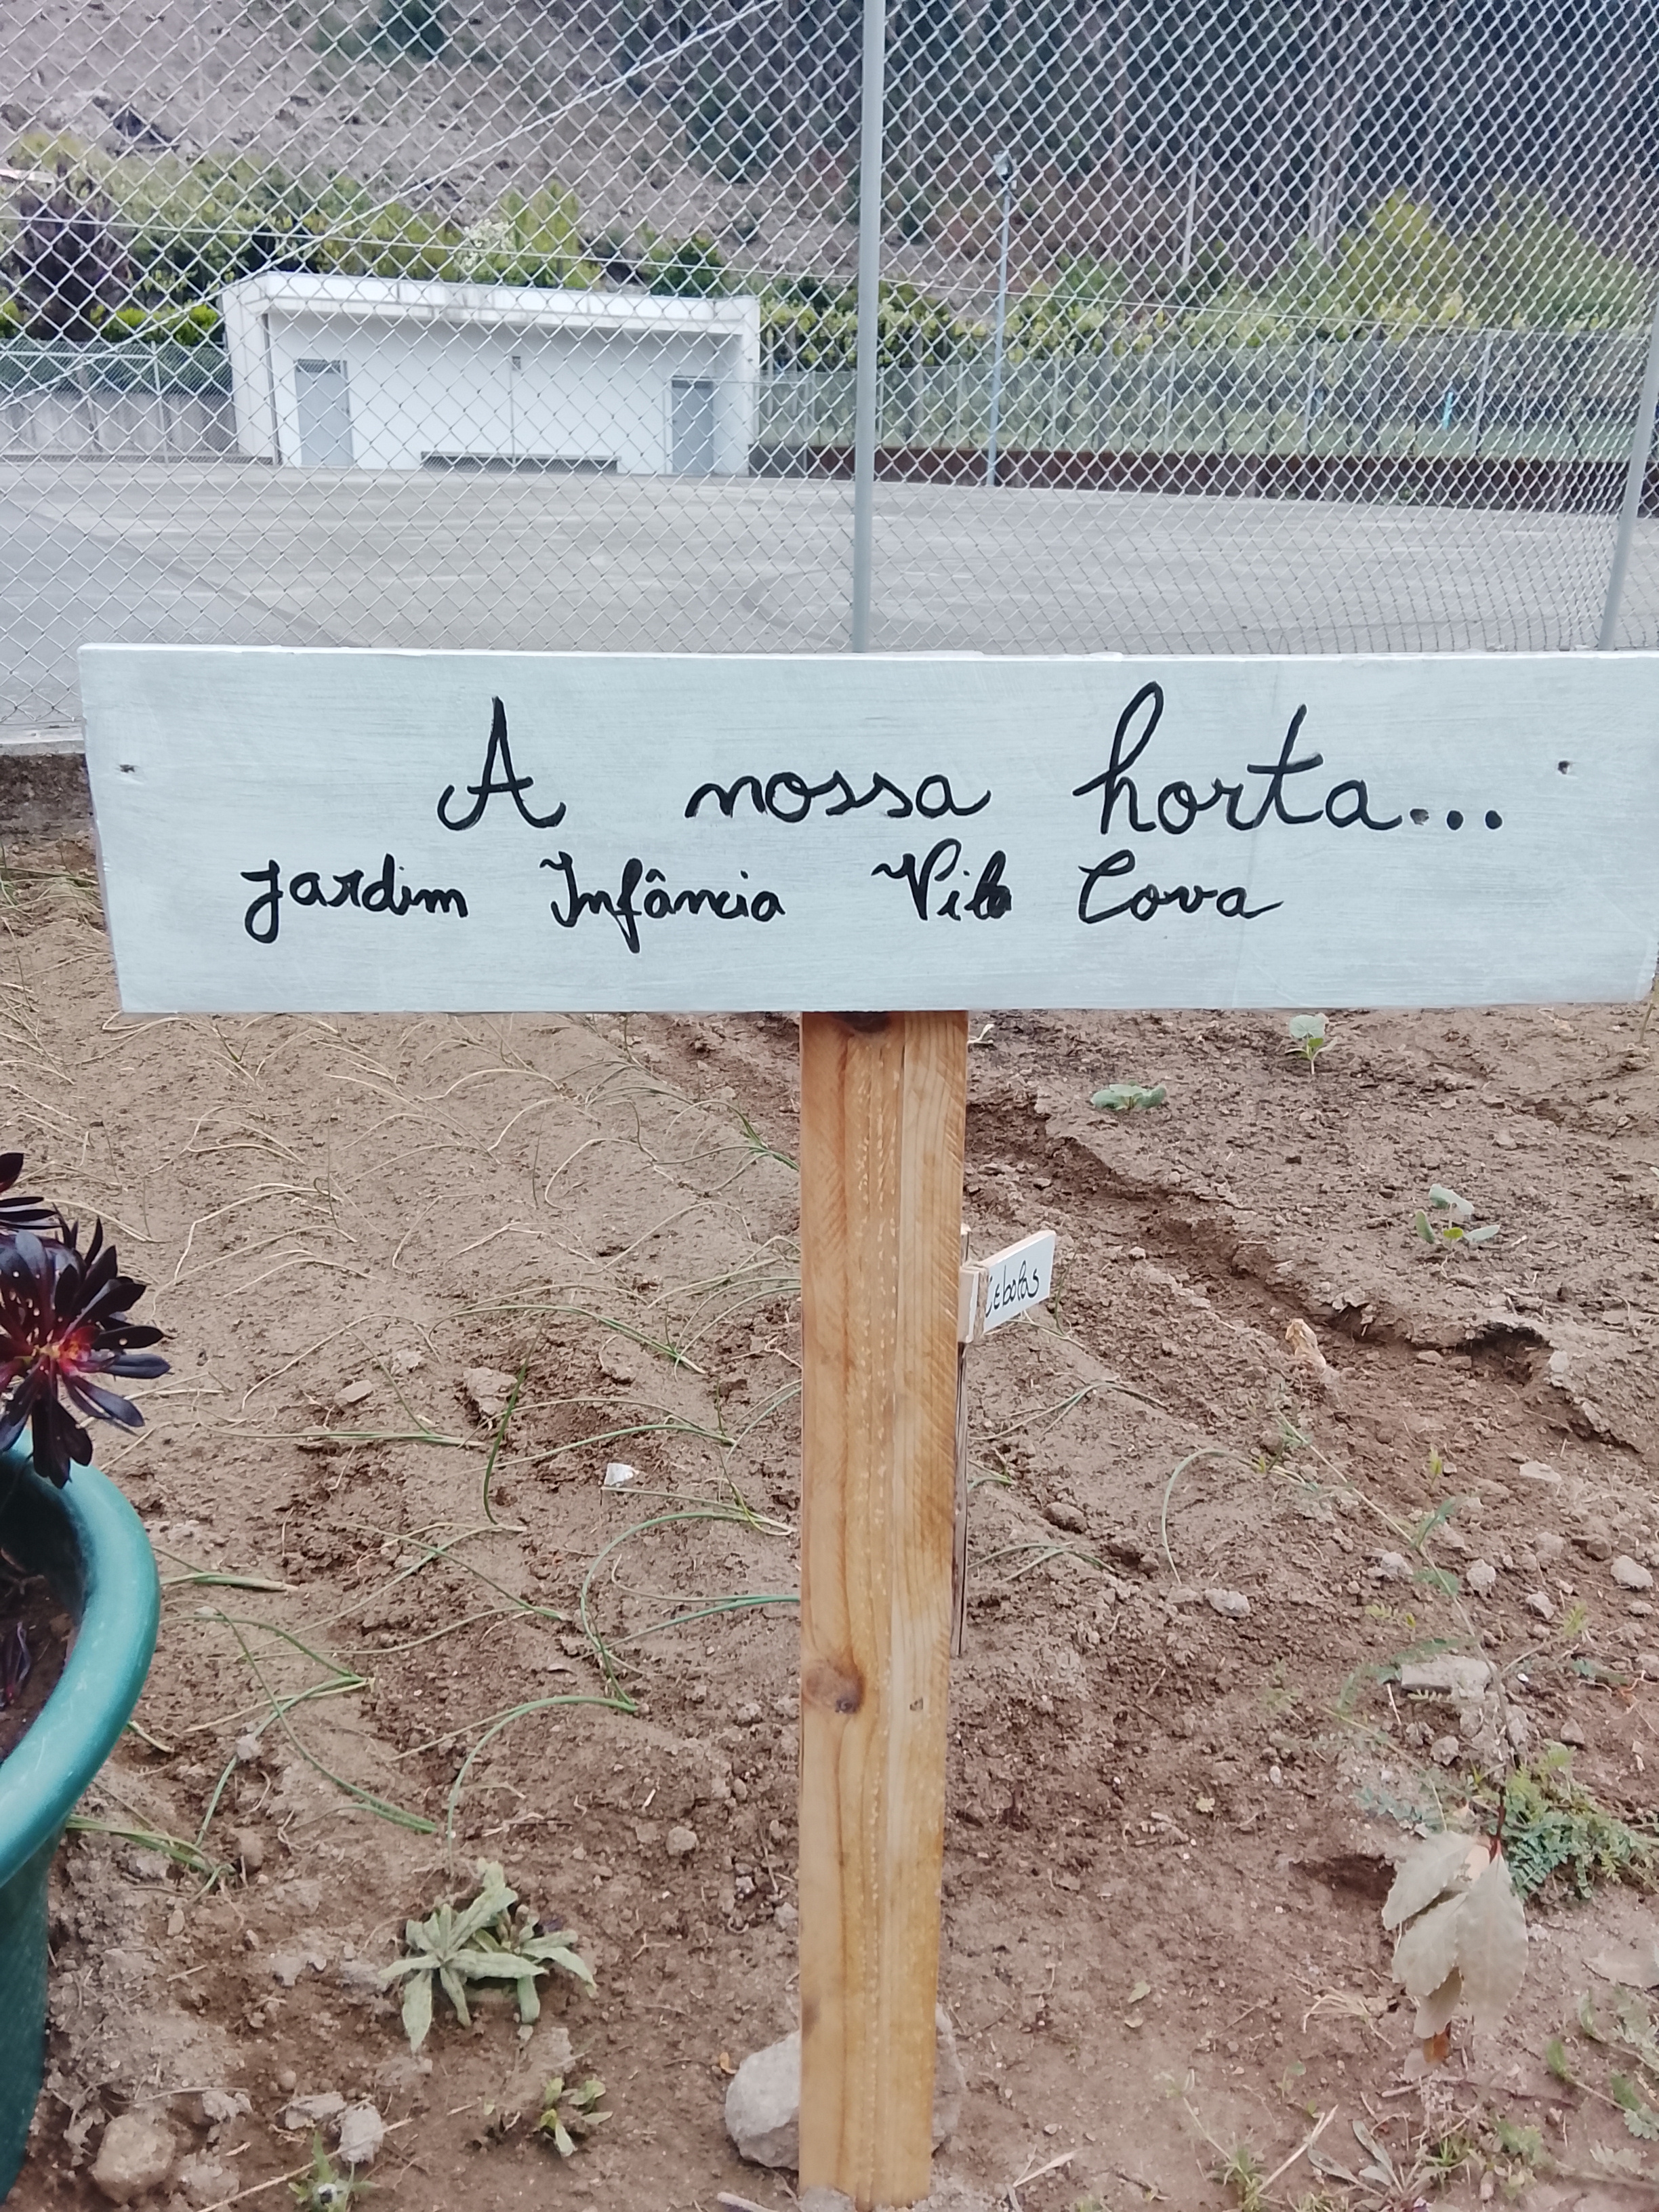 A nossa horta...
Jardim Infância Vila Cova
Cebolas